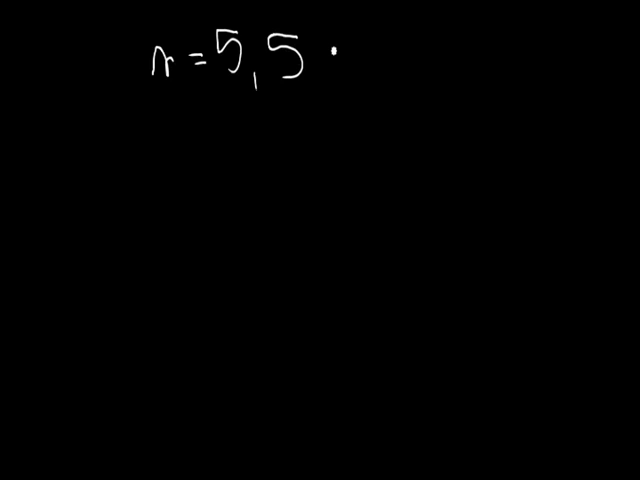 r = 5,5 ·